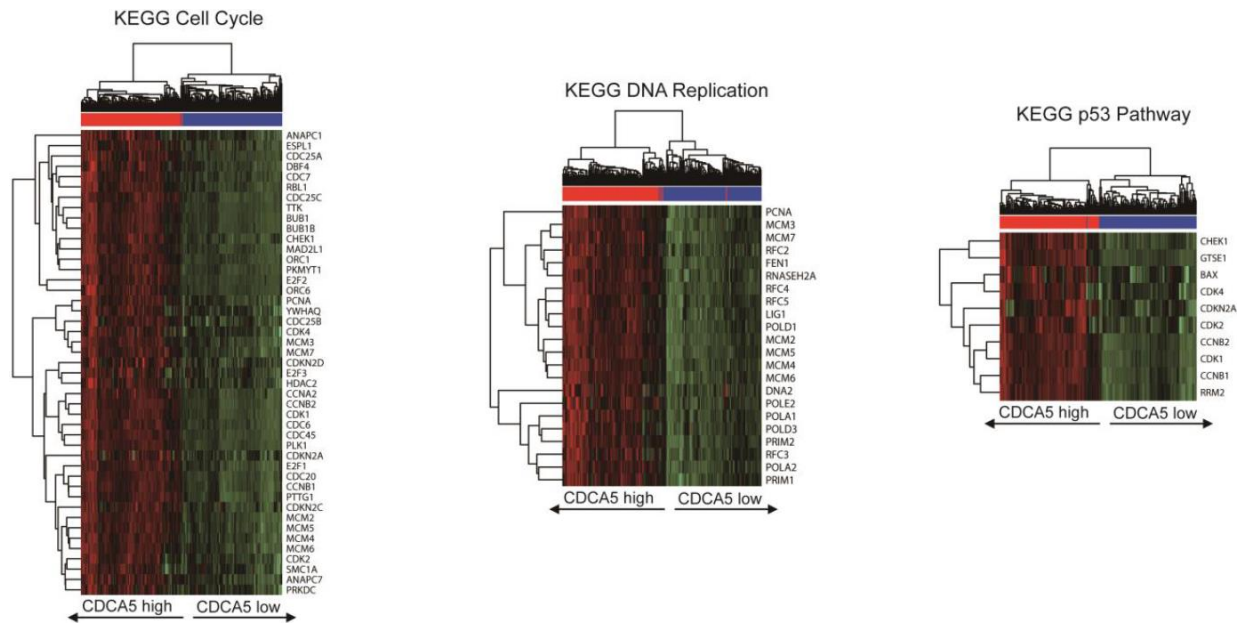 KEGG Cell Cycle
ANAPC1
ESPL1
CDC25A
DBF4
CDC7
RBL1
CDC25C
TTK
BUB1
BUB1B
CHEK1
MAD2L1
ORC1
PKMYT1
E2F2
ORC6
PCNA
YWHAQ
CDC25B
CDK4
MCM3
MCM7
CDKN2D
E2F3
HDAC2
CCNA2
CCNB2
CDK1
CDC6
CDC45
PLK1
CDKN2A
E2F1
CDC20
CCNB1
PTTG1
CDKN2C
MCM2
MCM5
MCM4
MCM6
CDK2
SMC1A
ANAPC7
PRKDC
CDCA5 high CDCA5 low
KEGG DNA Replication
PCNA
MCM3
MCM7
RFC2
FEN1
RNASEH2A
RFC4
RFC5
LIG1
POLD1
MCM2
MCM5
MCM4
MCM6
DNA2
POLE2
POLA1
POLD3
PRIM2
RFC3
POLA2
PRIM1
CDCA5 high CDCA5 low
KEGG p53 Pathway
CHEK1
GTSE1
BAX
CDK4
CDKN2A
CDK2
CCNB2
CDK1
CCNB1
RRM2
CDCA5 high CDCA5 low